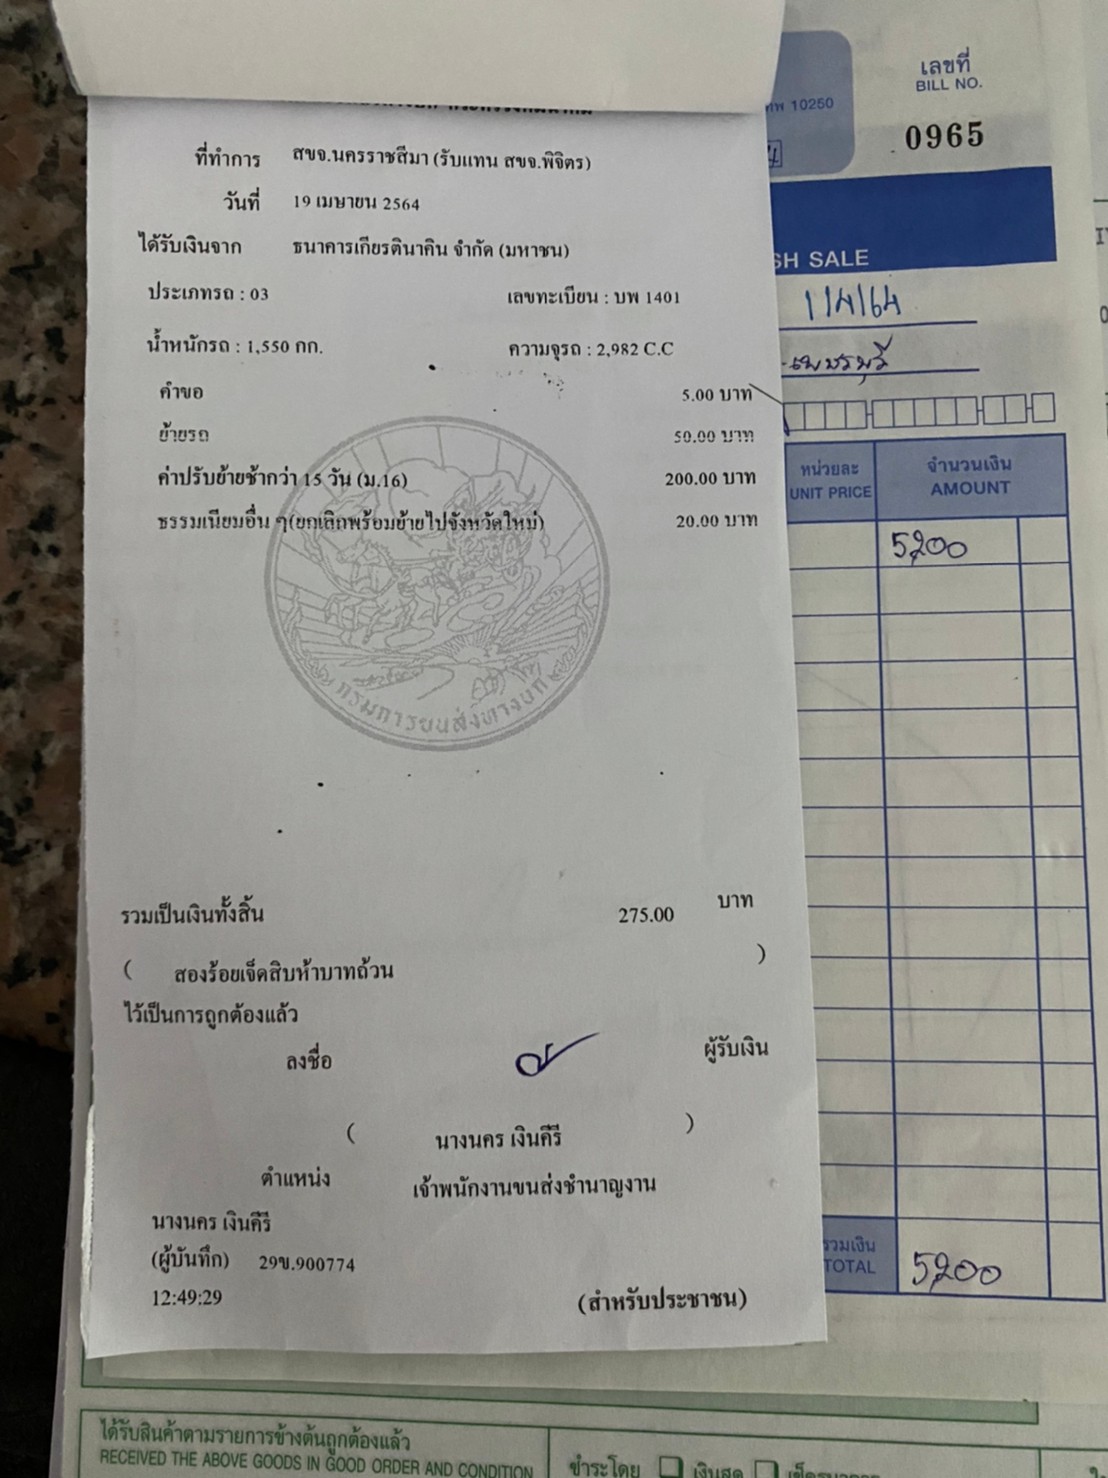 ที่ทำการ สขจ.นครราชสีมา (รับแทน สขจ.พิจิตร)
วันที่ 19 เมษายน 2564
ได้รับเงินจาก ธนาคารเกียรตินาคิน จำกัด (มหาชน)
ประเภทรถ : 03 เลขทะเบียน : บพ 1401
น้ำหนักรถ : 1,550 กก. ความจุรถ : 2,982 C.C
คำขอ 5.00 บาท
ย้ายรถ 50.00 บาท
ค่าปรับย้ายช้ากว่า 15 วัน (ม.16) 200.00 บาท
ธรรมเนียมอื่น ๆ(ยกเลิกพร้อมย้ายไปจังหวัดใหม่) 20.00 บาท
กรมการขนส่งทางบก
รวมเป็นเงินทั้งสิ้น 275.00 บาท
( สองร้อยเจ็ดสิบห้าบาทถ้วน )
ไว้เป็นการถูกต้องแล้ว
ลงชื่อ ผู้รับเงิน
( นางนคร เงินคีรี )
ตำแหน่ง เจ้าพนักงานขนส่งชำนาญงาน
นางนคร เงินคีรี
(ผู้บันทึก) 29ข.900774
12:49:29
(สำหรับประชาชน)
10250
เลขที่
BILL NO.
0965
SH SALE
1/4/64
เพชรบุรี
หน่วยละ จำนวนเงิน
UNIT PRICE AMOUNT
5200
รวมเงิน
TOTAL 5200
ได้รับสินค้าตามรายการข้างต้นถูกต้องแล้ว
RECEIVED THE ABOVE GOODS IN GOOD ORDER AND CONDITION
ชำระโดย เงินสด